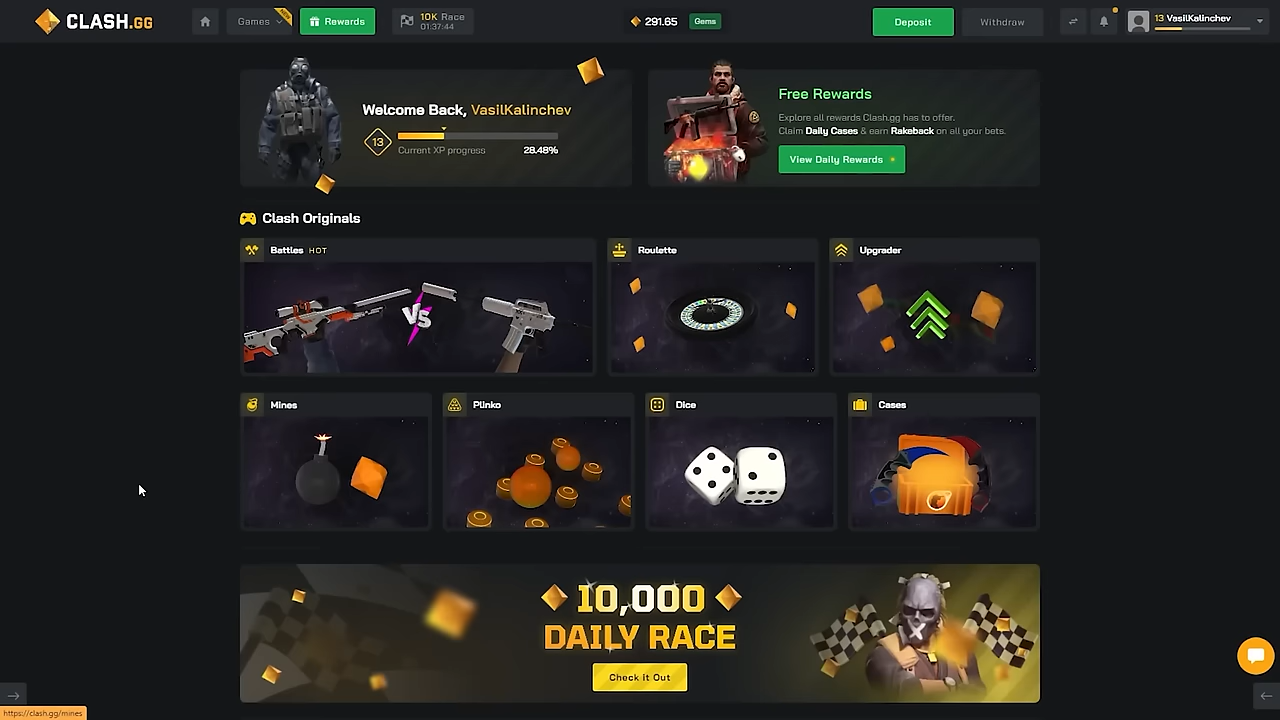 CLASH.GG
Games
NEW
Rewards
10K Race
01:37:44
291.65
Gems
Deposit
Withdraw
13 VasilKalinchev
Welcome Back, VasilKalinchev
13
Current XP progress
28.48%
Free Rewards
Explore all rewards Clash.gg has to offer.
Claim Daily Cases & earn Rakeback on all your bets.
View Daily Rewards
Clash Originals
Battles HOT
Roulette
Upgrader
VS
Mines
Plinko
Dice
Cases
10,000
DAILY RACE
Check it Out
https://clash.gg/mines